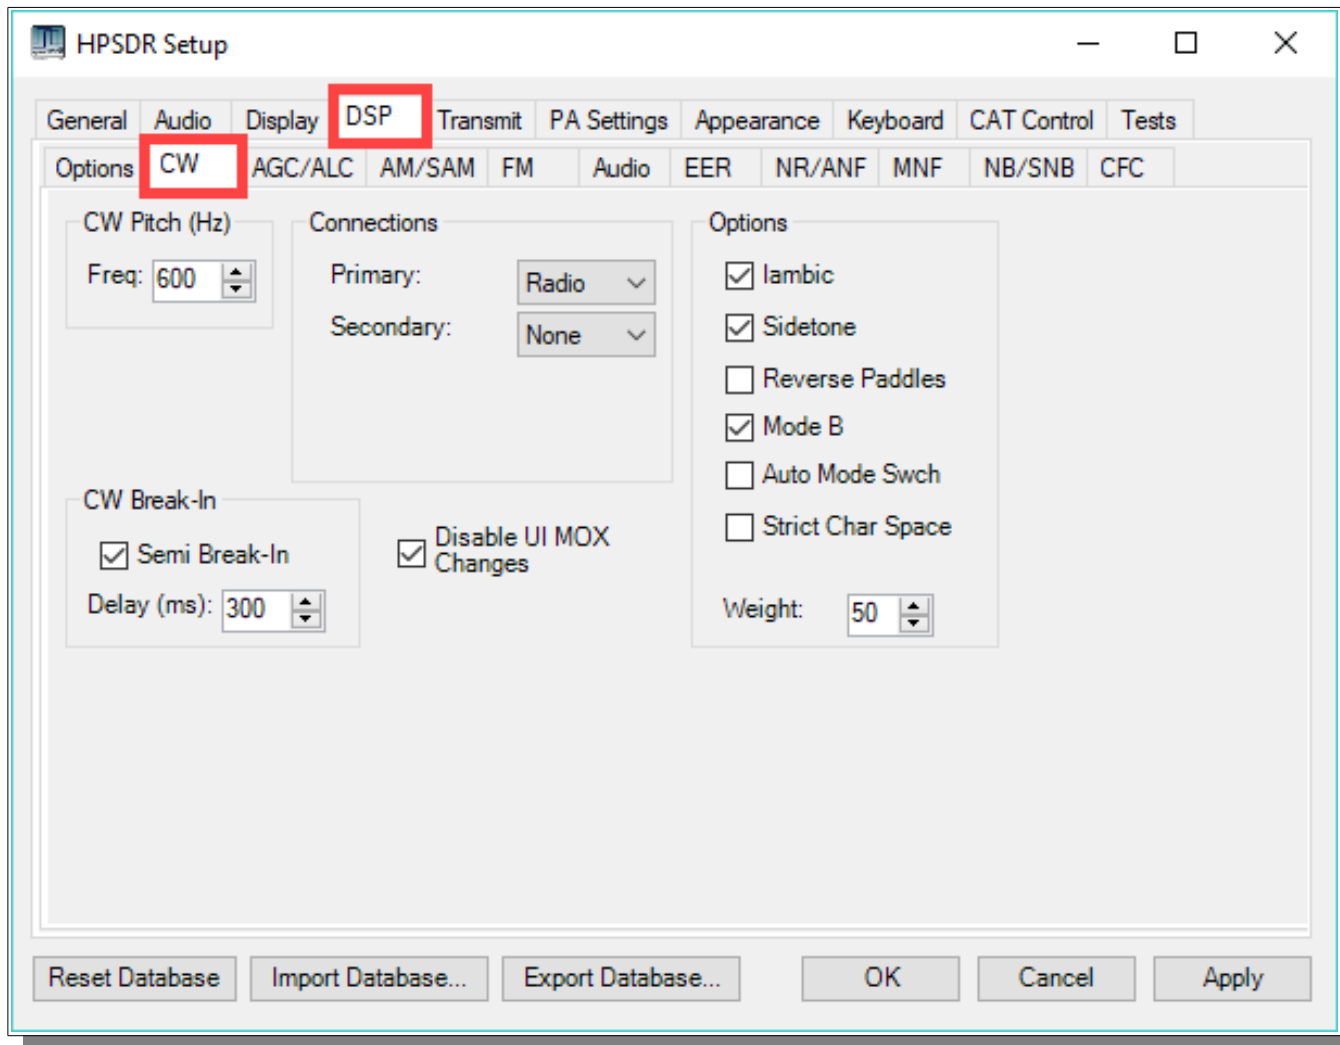 HPSDR Setup
General Audio Display DSP Transmit PA Settings Appearance Keyboard CAT Control Tests
Options CW AGC/ALC AM/SAM FM Audio EER NR/ANF MNF NB/SNB CFC
CW Pitch (Hz)
Freq: 600
Connections
Primary: Radio
Secondary: None
Options
Iambic
Sidetone
Reverse Paddles
Mode B
Auto Mode Swch
Strict Char Space
Weight: 50
CW Break-In
Semi Break-In
Delay (ms): 300
Disable UI MOX
Changes
Reset Database Import Database... Export Database... OK Cancel Apply